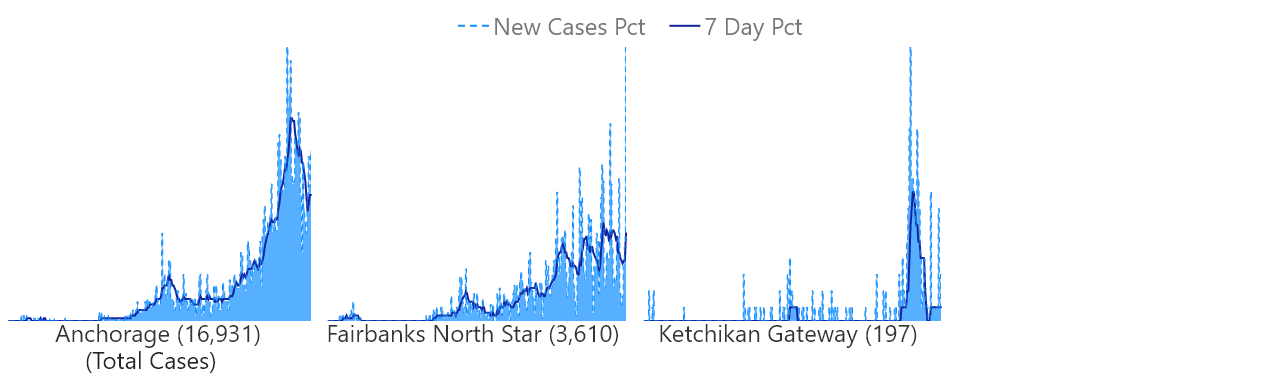 New Cases Pct 7 Day Pct
Anchorage (16,931) Fairbanks North Star (3,610) Ketchikan Gateway (197)
(Total Cases)